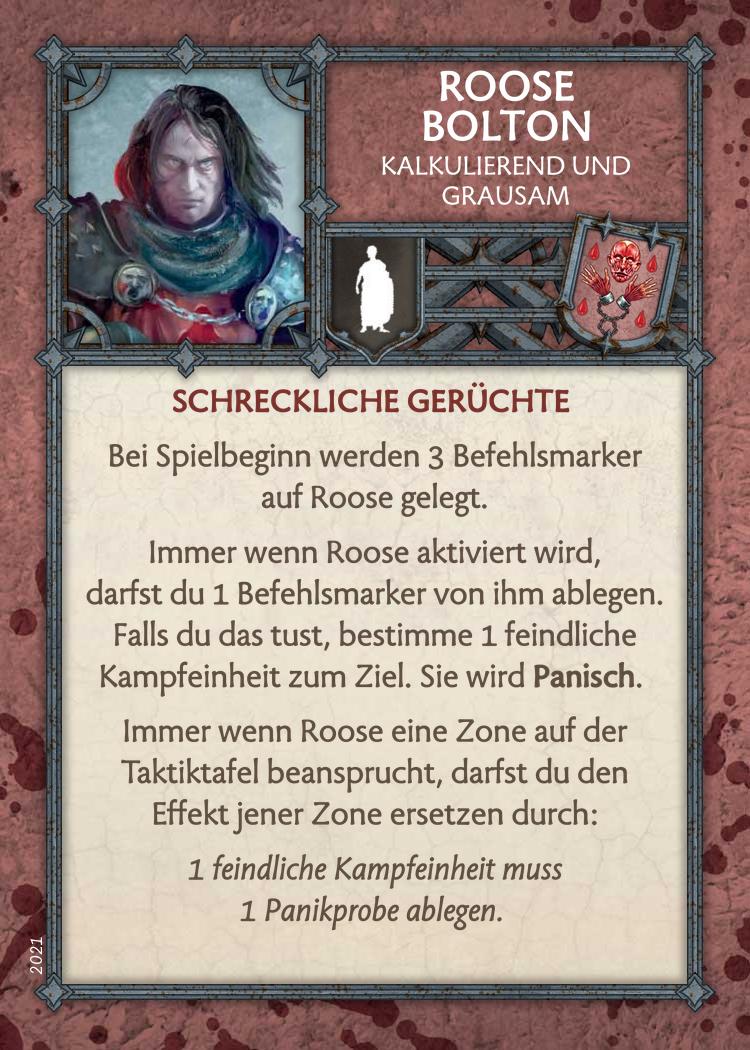 ROOSE
BOLTON
KALKULIEREND UND
GRAUSAM
SCHRECKLICHE GERÜCHTE
Bei Spielbeginn werden 3 Befehlsmarker
auf Roose gelegt.
Immer wenn Roose aktiviert wird,
darfst du 1 Befehlsmarker von ihm ablegen.
Falls du das tust, bestimme 1 feindliche
Kampfeinheit zum Ziel. Sie wird Panisch.
Immer wenn Roose eine Zone auf der
Taktiktafel beansprucht, darfst du den
Effekt jener Zone ersetzen durch:
1 feindliche Kampfeinheit muss
1 Panikprobe ablegen.
2021